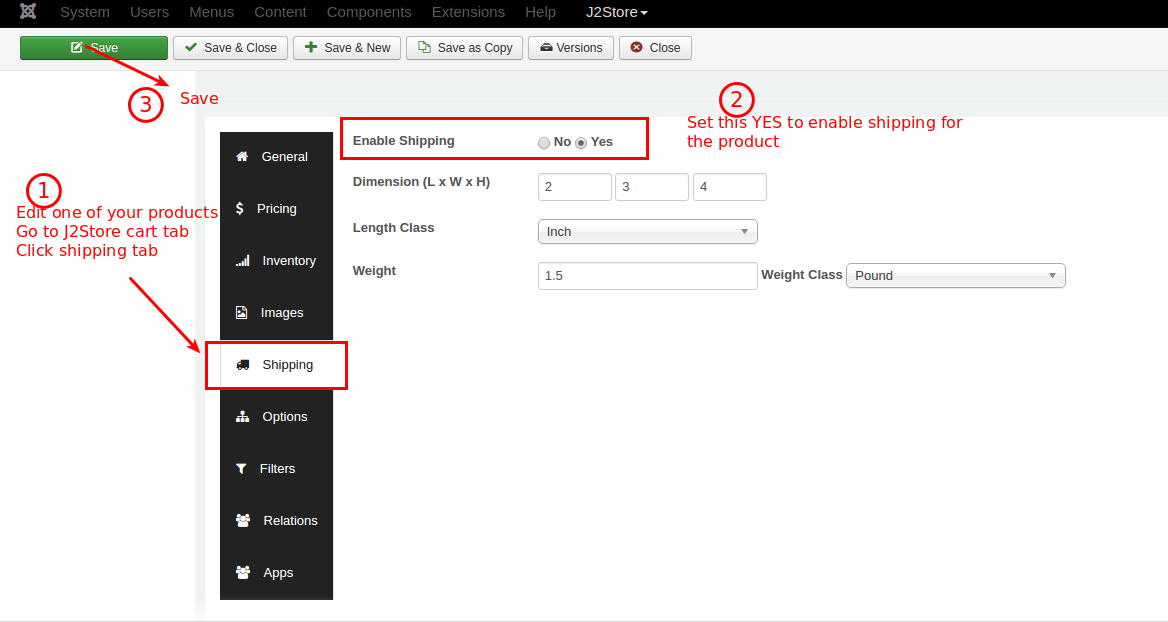 System Users Menus Content Components Extensions Help J2Store
Save Save & Close Save & New Save as Copy Versions Close
3 Save
2
Set this YES to enable shipping for
the product
1
Edit one of your products
Go to J2Store cart tab
Click shipping tab
General
Pricing
Inventory
Images
Shipping
Options
Filters
Relations
Apps
Enable Shipping No Yes
Dimension (L x W x H) 2 3 4
Length Class Inch
Weight 1.5 Weight Class Pound